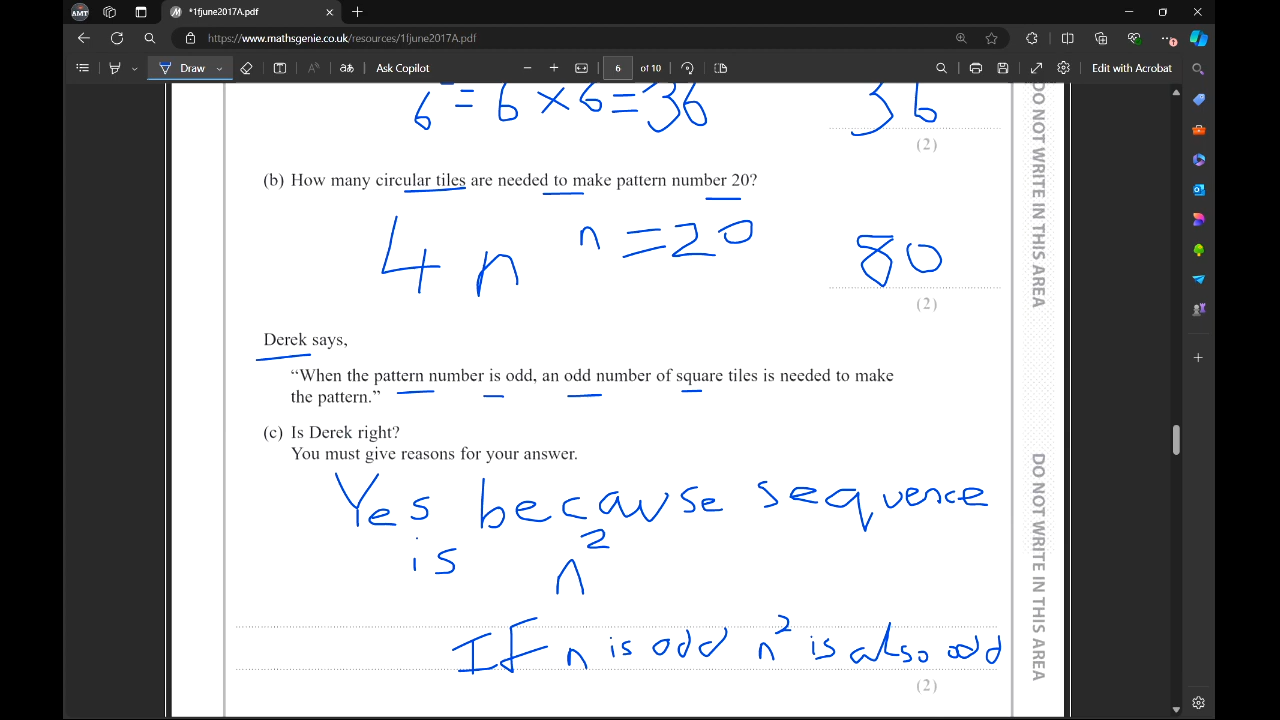 *1fjune2017A.pdf
https://www.mathsgenie.co.uk/resources/1fjune2017A.pdf
Draw
Ask Copilot
6 of 10
Edit with Acrobat
6² = 6 × 6 = 36 36
(2)
(b) How many circular tiles are needed to make pattern number 20?
4n n = 20 80
(2)
Derek says,
“When the pattern number is odd, an odd number of square tiles is needed to make
the pattern.”
(c) Is Derek right?
You must give reasons for your answer.
Yes because sequence
is n²
If n is odd n² is also odd
(2)
DO NOT WRITE IN THIS AREA
DO NOT WRITE IN THIS AREA